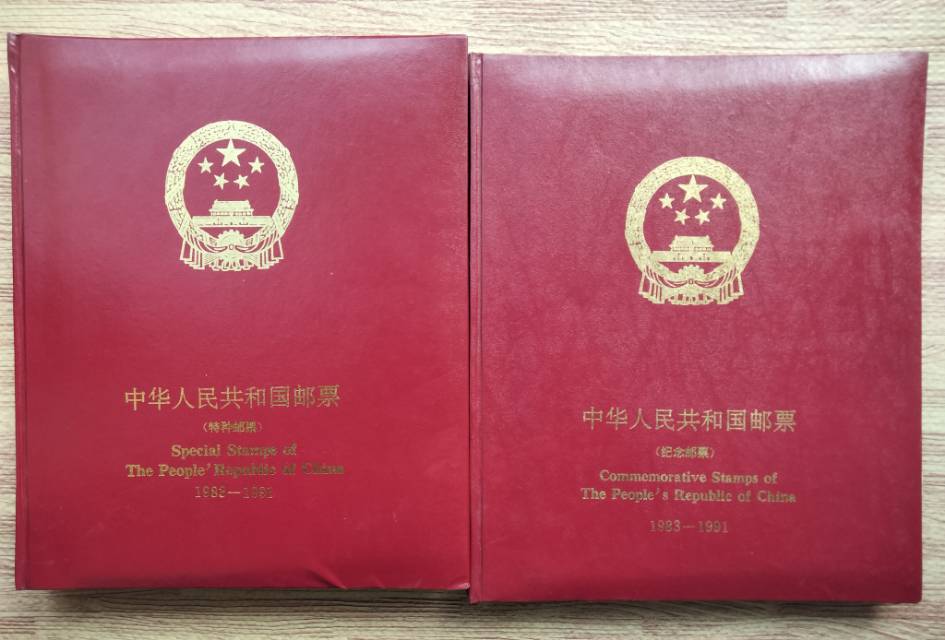 中华人民共和国邮票
（特种邮票）
Special Stamps of
The People' Republic of China
1983—1991
中华人民共和国邮票
（纪念邮票）
Commemorative Stamps of
The People's Republic of China
1983—1991